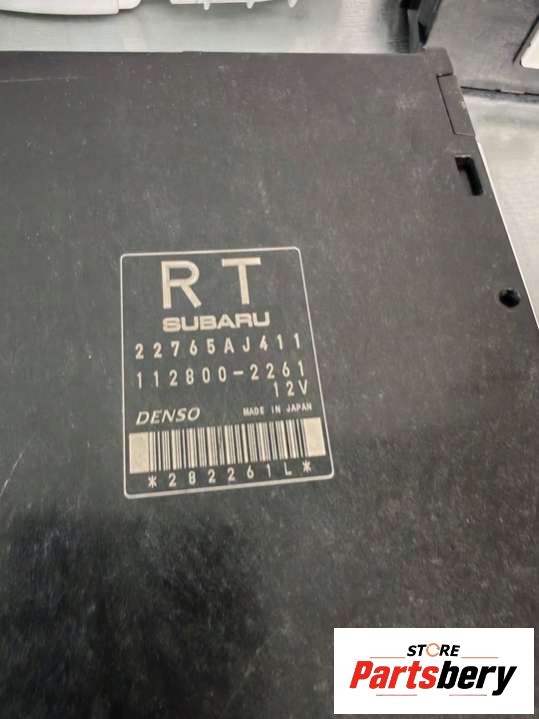 RT
SUBARU
22765AJ411
112800-2261
12V
DENSO MADE IN JAPAN
*282261L*
STORE
Partsbery